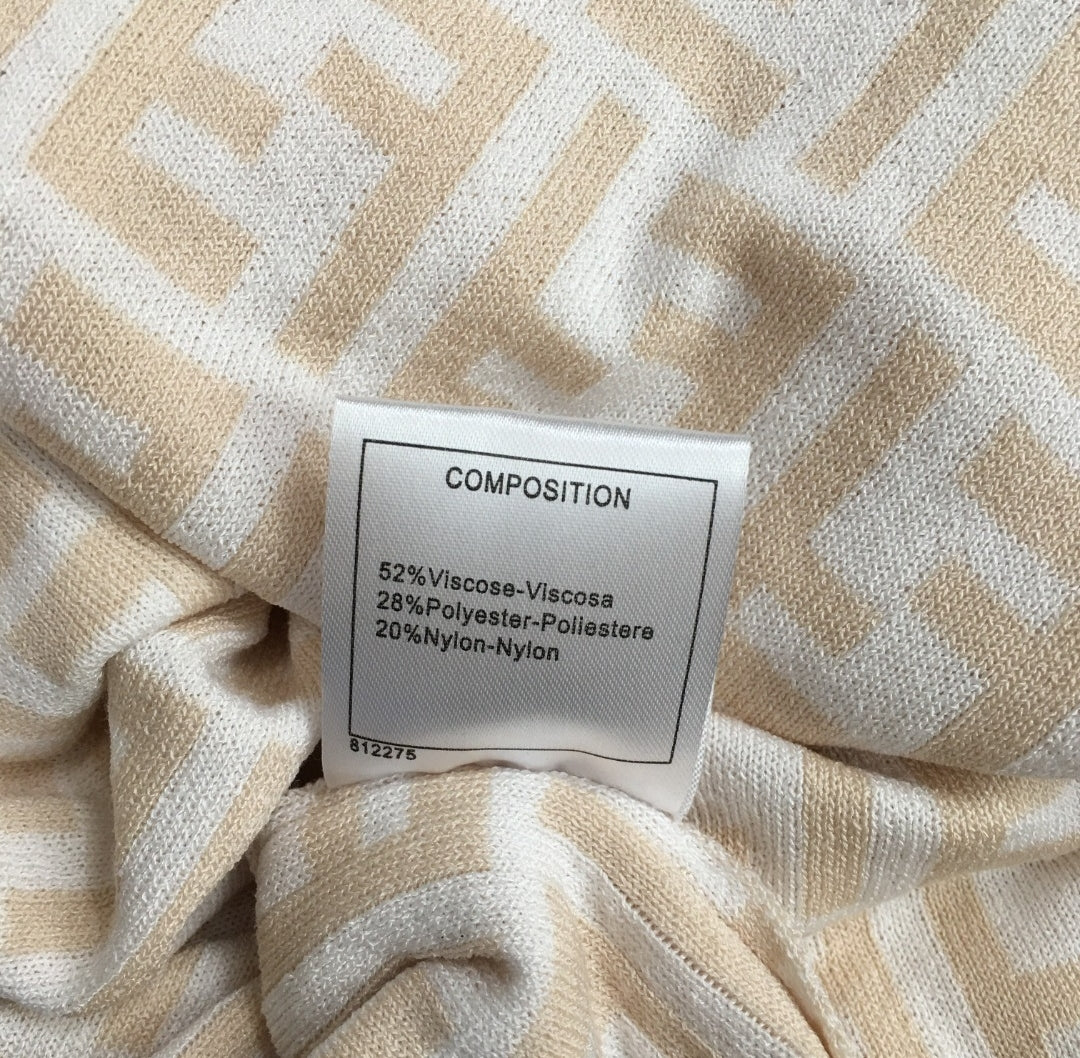 COMPOSITION
52%Viscose-Viscosa
28%Polyester-Poliestere
20%Nylon-Nylon
812275